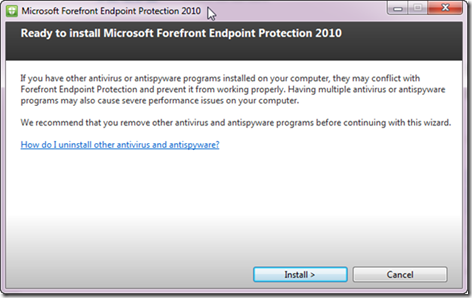 Microsoft Forefront Endpoint Protection 2010
Ready to install Microsoft Forefront Endpoint Protection 2010
If you have other antivirus or antispyware programs installed on your computer, they may conflict with
Forefront Endpoint Protection and prevent it from working properly. Having multiple antivirus or antispyware
programs may also cause severe performance issues on your computer.
We recommend that you remove other antivirus and antispyware programs before continuing with this wizard.
How do I uninstall other antivirus and antispyware?
Install >
Cancel